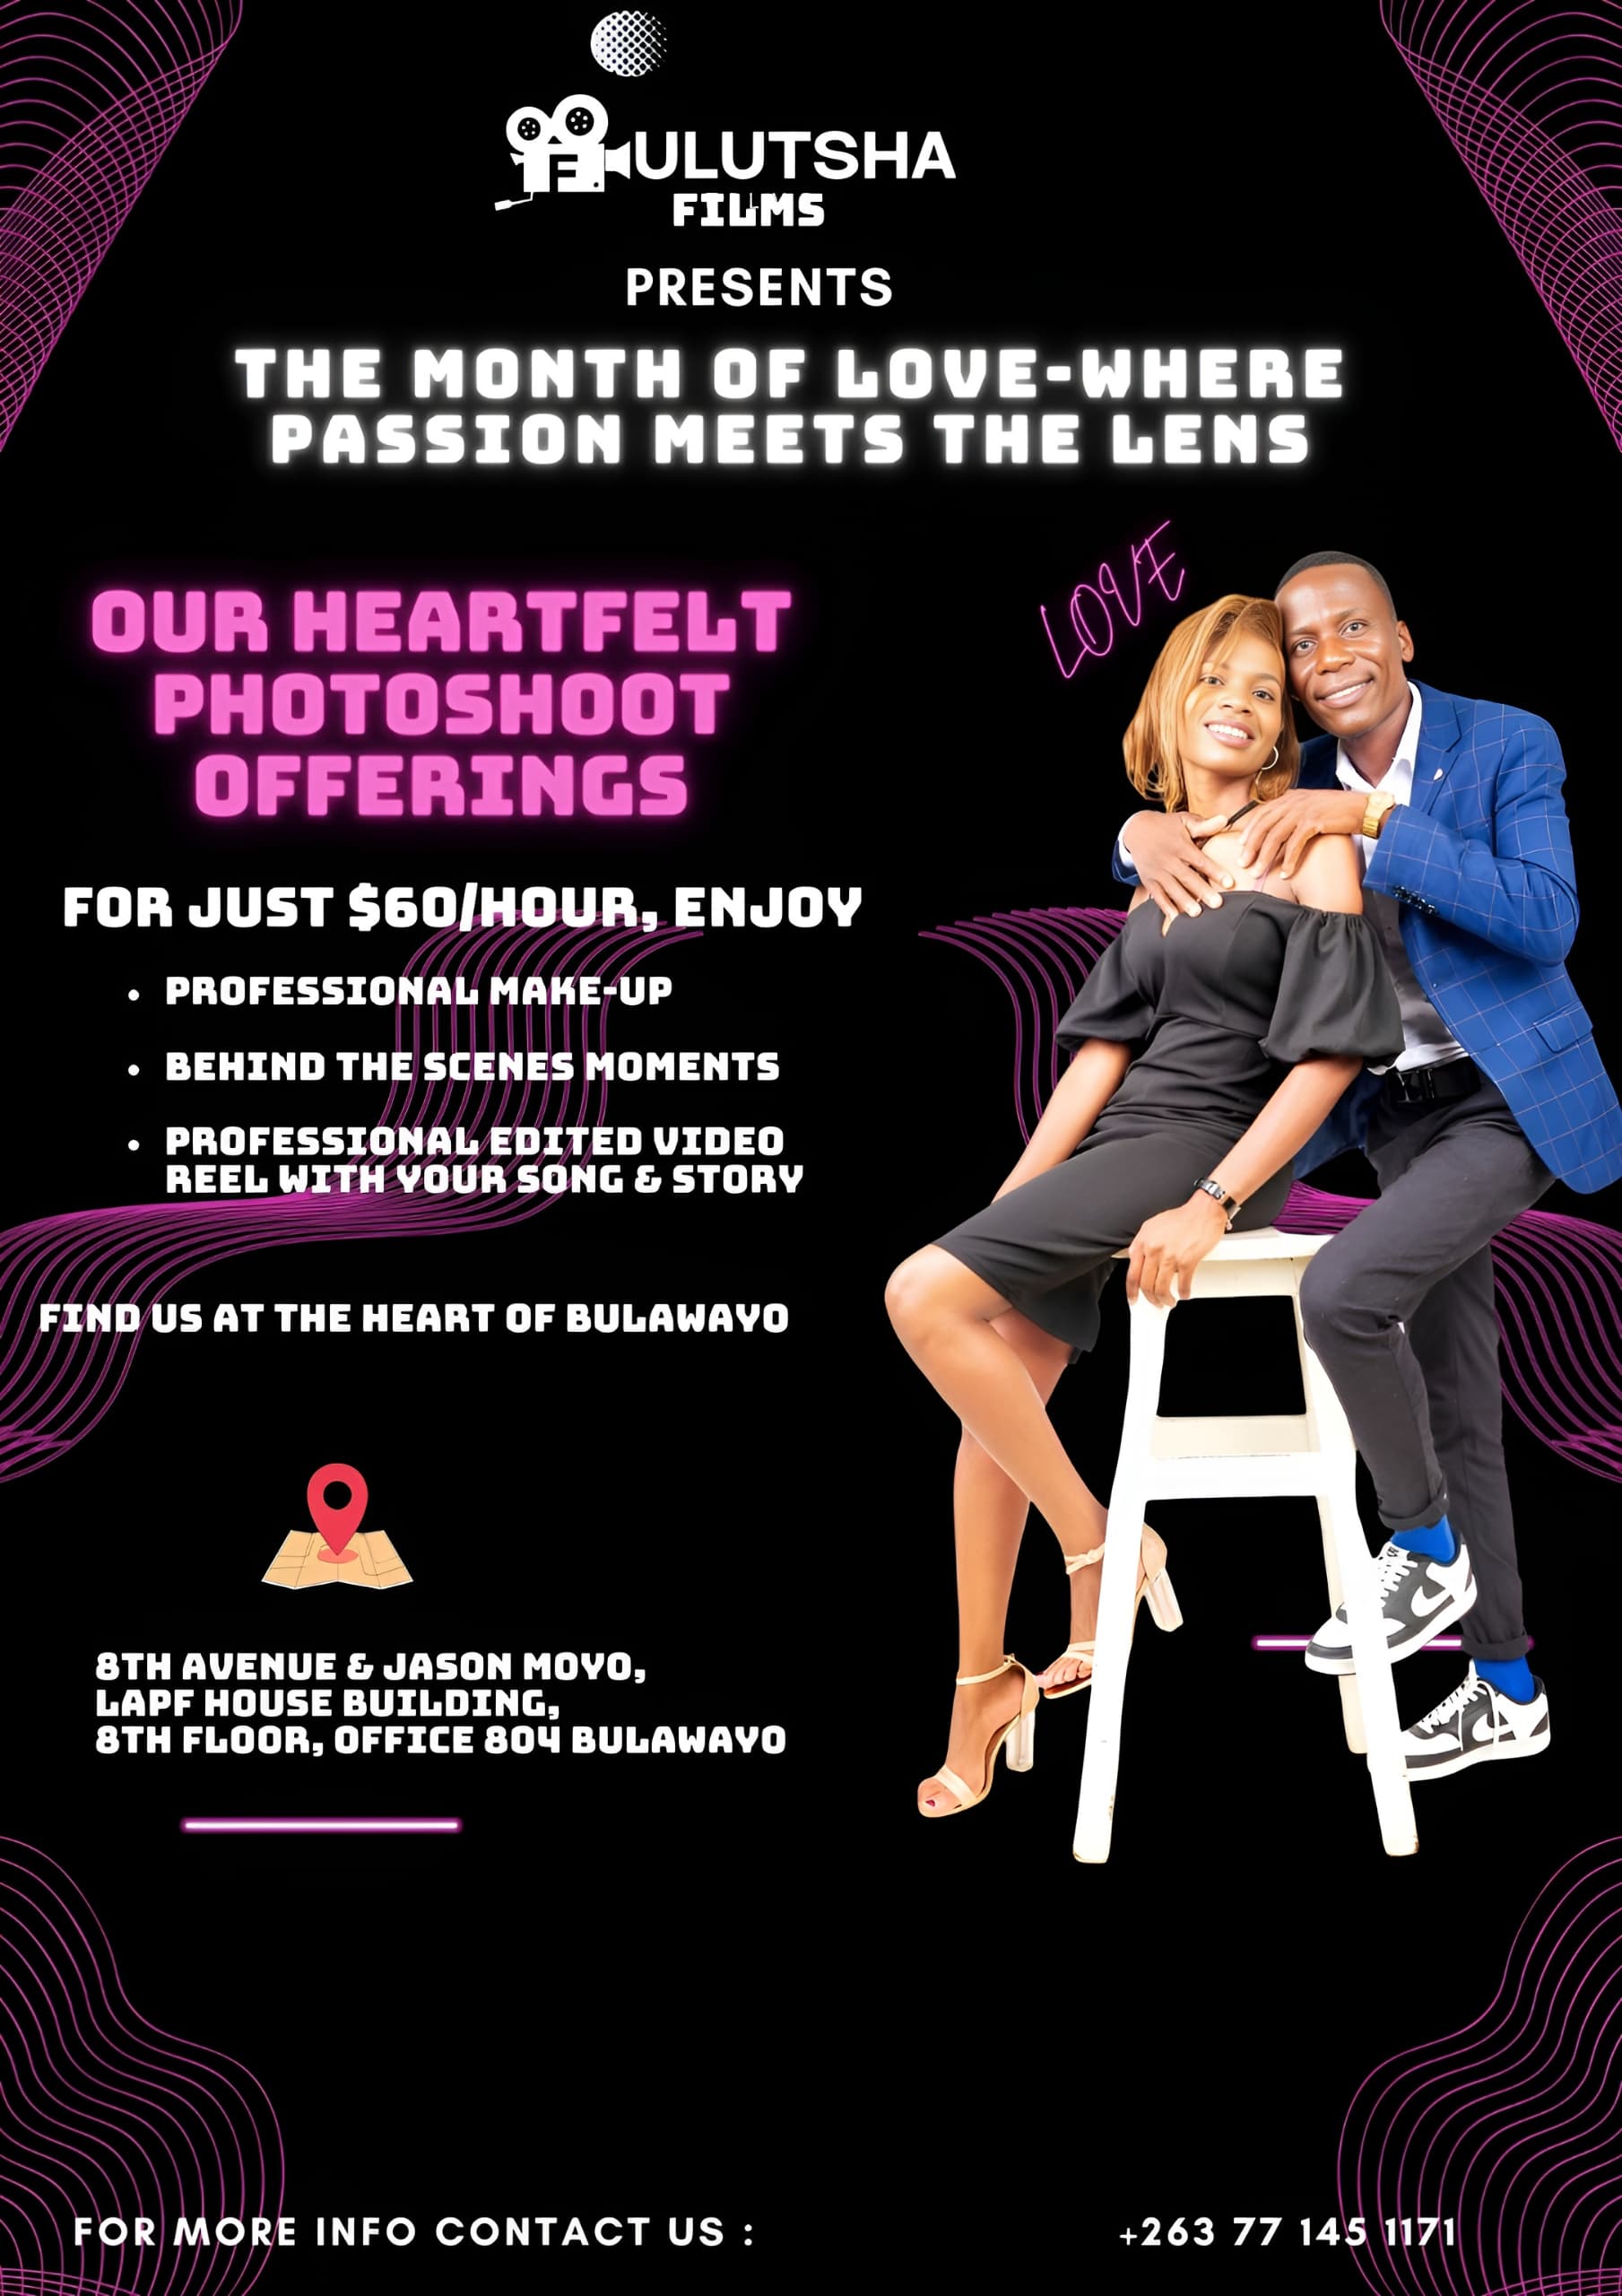 FULUTSHA
FILMS
PRESENTS
THE MONTH OF LOVE-WHERE
PASSION MEETS THE LENS
LOVE
OUR HEARTFELT
PHOTOSHOOT
OFFERINGS
FOR JUST $60/HOUR, ENJOY
• PROFESSIONAL MAKE-UP
• BEHIND THE SCENES MOMENTS
• PROFESSIONAL EDITED VIDEO
REEL WITH YOUR SONG & STORY
FIND US AT THE HEART OF BULAWAYO
8TH AVENUE & JASON MOYO,
LAPF HOUSE BUILDING,
8TH FLOOR, OFFICE 804 BULAWAYO
FOR MORE INFO CONTACT US : +263 77 145 1171